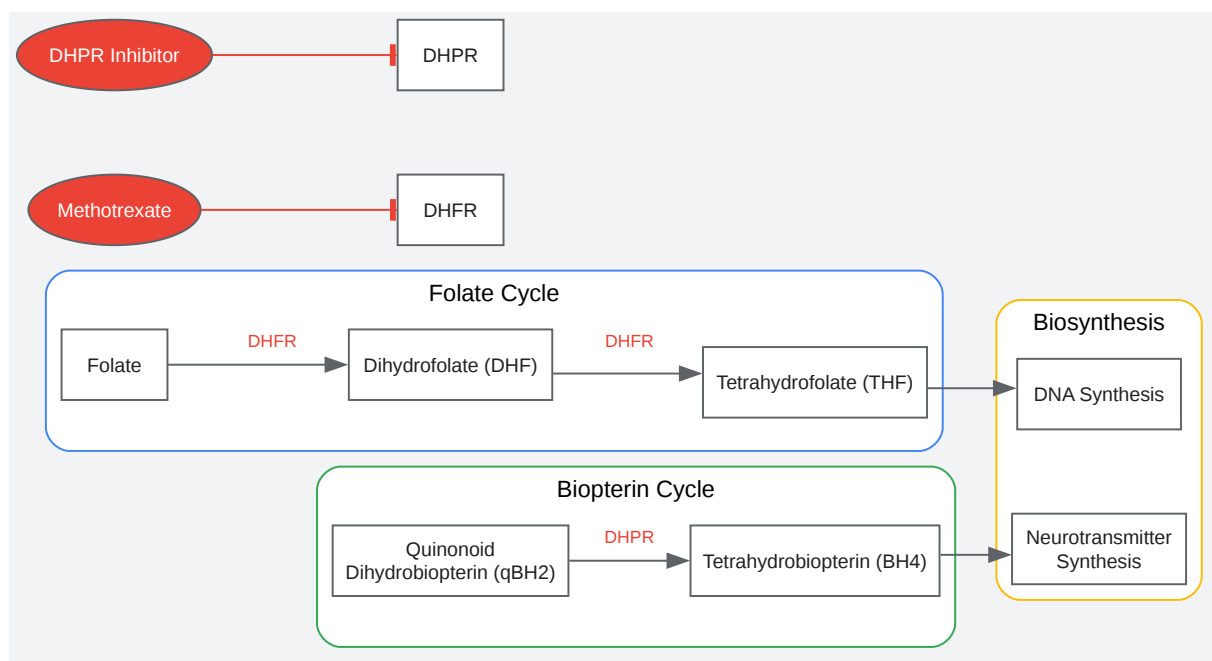 DHPR Inhibitor
DHPR
Methotrexate
DHFR
Folate Cycle
Folate
DHFR
Dihydrofolate (DHF)
DHFR
Tetrahydrofolate (THF)
Biosynthesis
DNA Synthesis
Biopterin Cycle
Quinonoid
Dihydrobiopterin (qBH2)
DHPR
Tetrahydrobiopterin (BH4)
Neurotransmitter
Synthesis